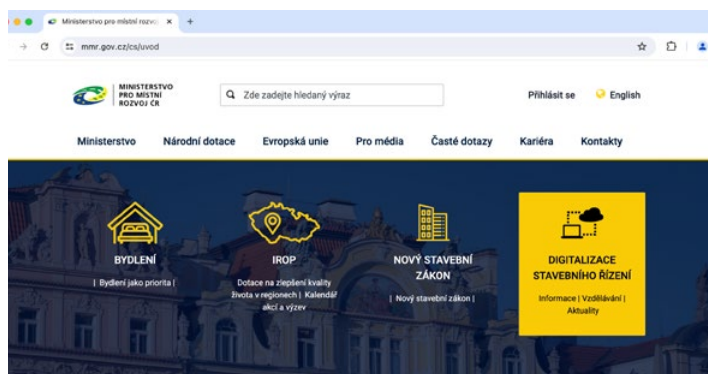 Ministerstvo pro místní rozvo
mmr.gov.cz/cs/uvod
MINISTERSTVO
PRO MÍSTNÍ
ROZVOJ ČR
Zde zadejte hledaný výraz
Přihlásit se
English
Ministerstvo Národní dotace Evropská unie Pro média Časté dotazy Kariéra Kontakty
BYDLENÍ
| Bydlení jako priorita |
IROP
Dotace na zlepšení kvality
života v regionech | Kalendář
akcí a výzev
NOVÝ STAVEBNÍ
ZÁKON
| Nový stavební zákon |
DIGITALIZACE
STAVEBNÍHO ŘÍZENÍ
Informace | Vzdělávání |
Aktuality